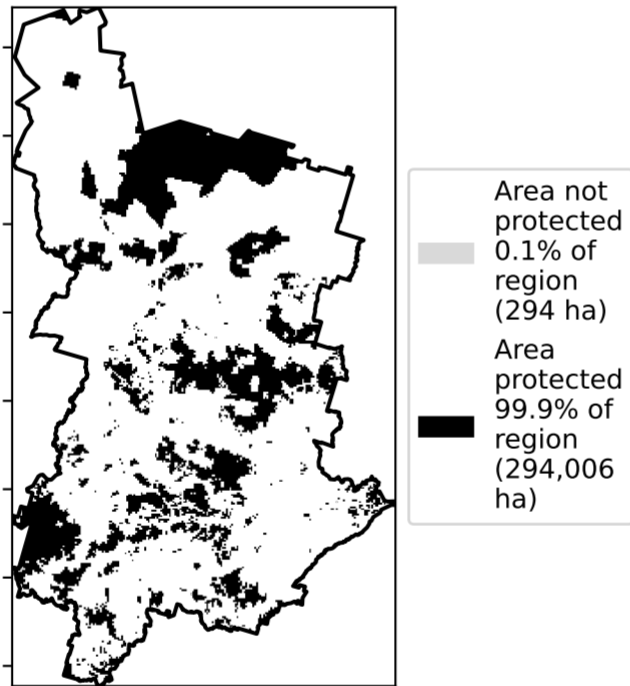 Area not
protected
0.1% of
region
(294 ha)
Area
protected
99.9% of
region
(294,006
ha)